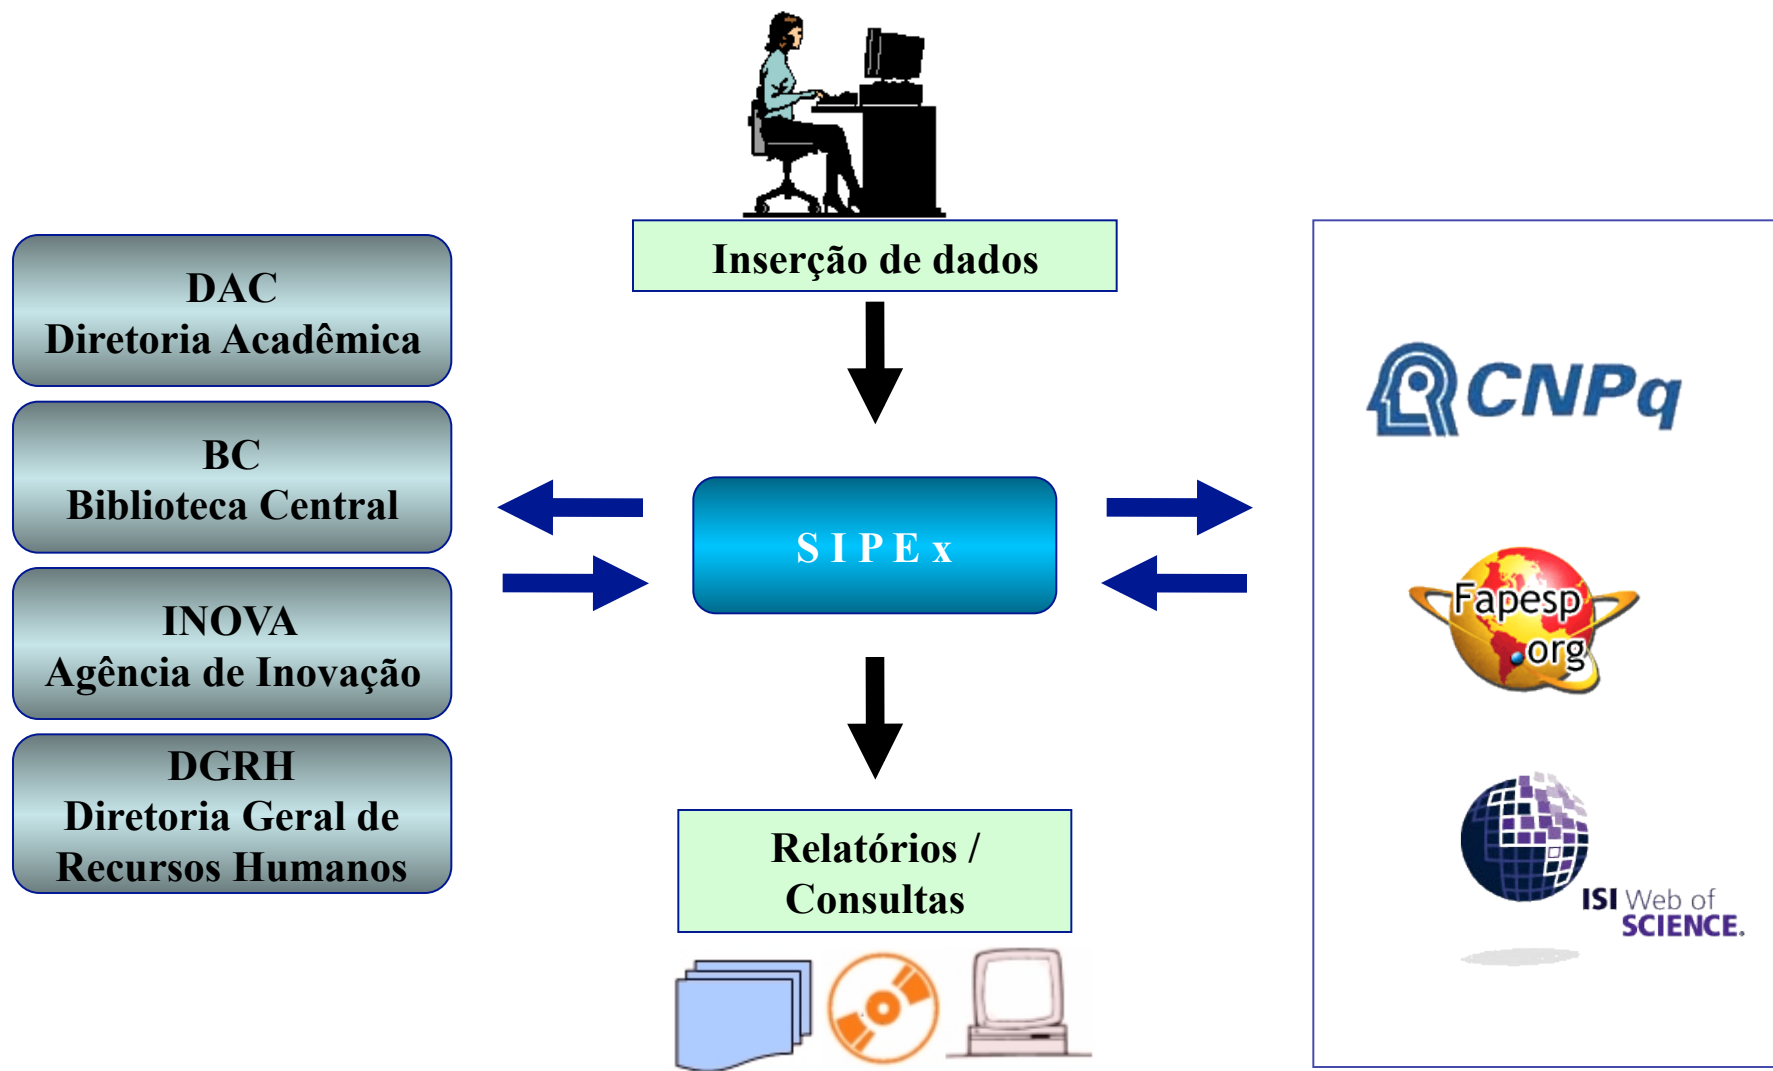 Inserção de dados
DAC
Diretoria Acadêmica
BC
Biblioteca Central
INOVA
Agência de Inovação
DGRH
Diretoria Geral de
Recursos Humanos
S I P E x
Relatórios /
Consultas
CNPq
Fapesp
.org
ISI Web of
SCIENCE.